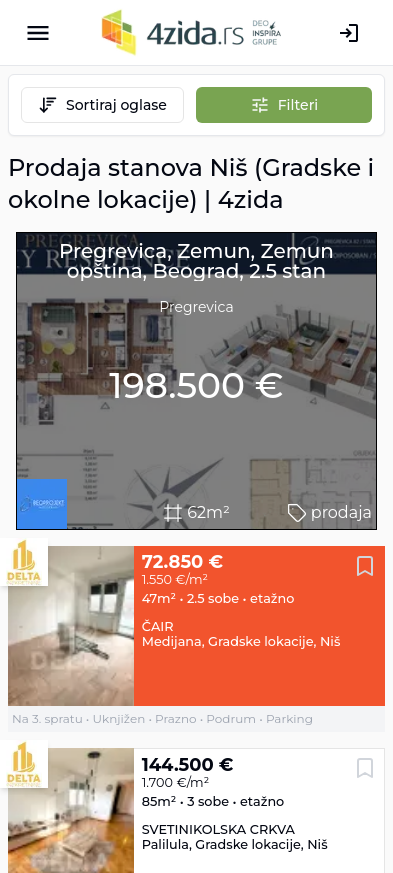 4zida.rs
DEO
INSPIRA
GRUPE
Sortiraj oglase
Filteri
Prodaja stanova Niš (Gradske i
okolne lokacije) | 4zida
Pregrevica, Zemun, Zemun
opština, Beograd, 2.5 stan
Pregrevica
198.500 €
62m²
prodaja
DELTA
72.850 €
1.550 €/m²
47m² • 2.5 sobe • etažno
ČAIR
Medijana, Gradske lokacije, Niš
Na 3. spratu • Uknjižen • Prazno • Podrum • Parking
DELTA
144.500 €
1.700 €/m²
85m² • 3 sobe • etažno
SVETINIKOLSKA CRKVA
Palilula, Gradske lokacije, Niš